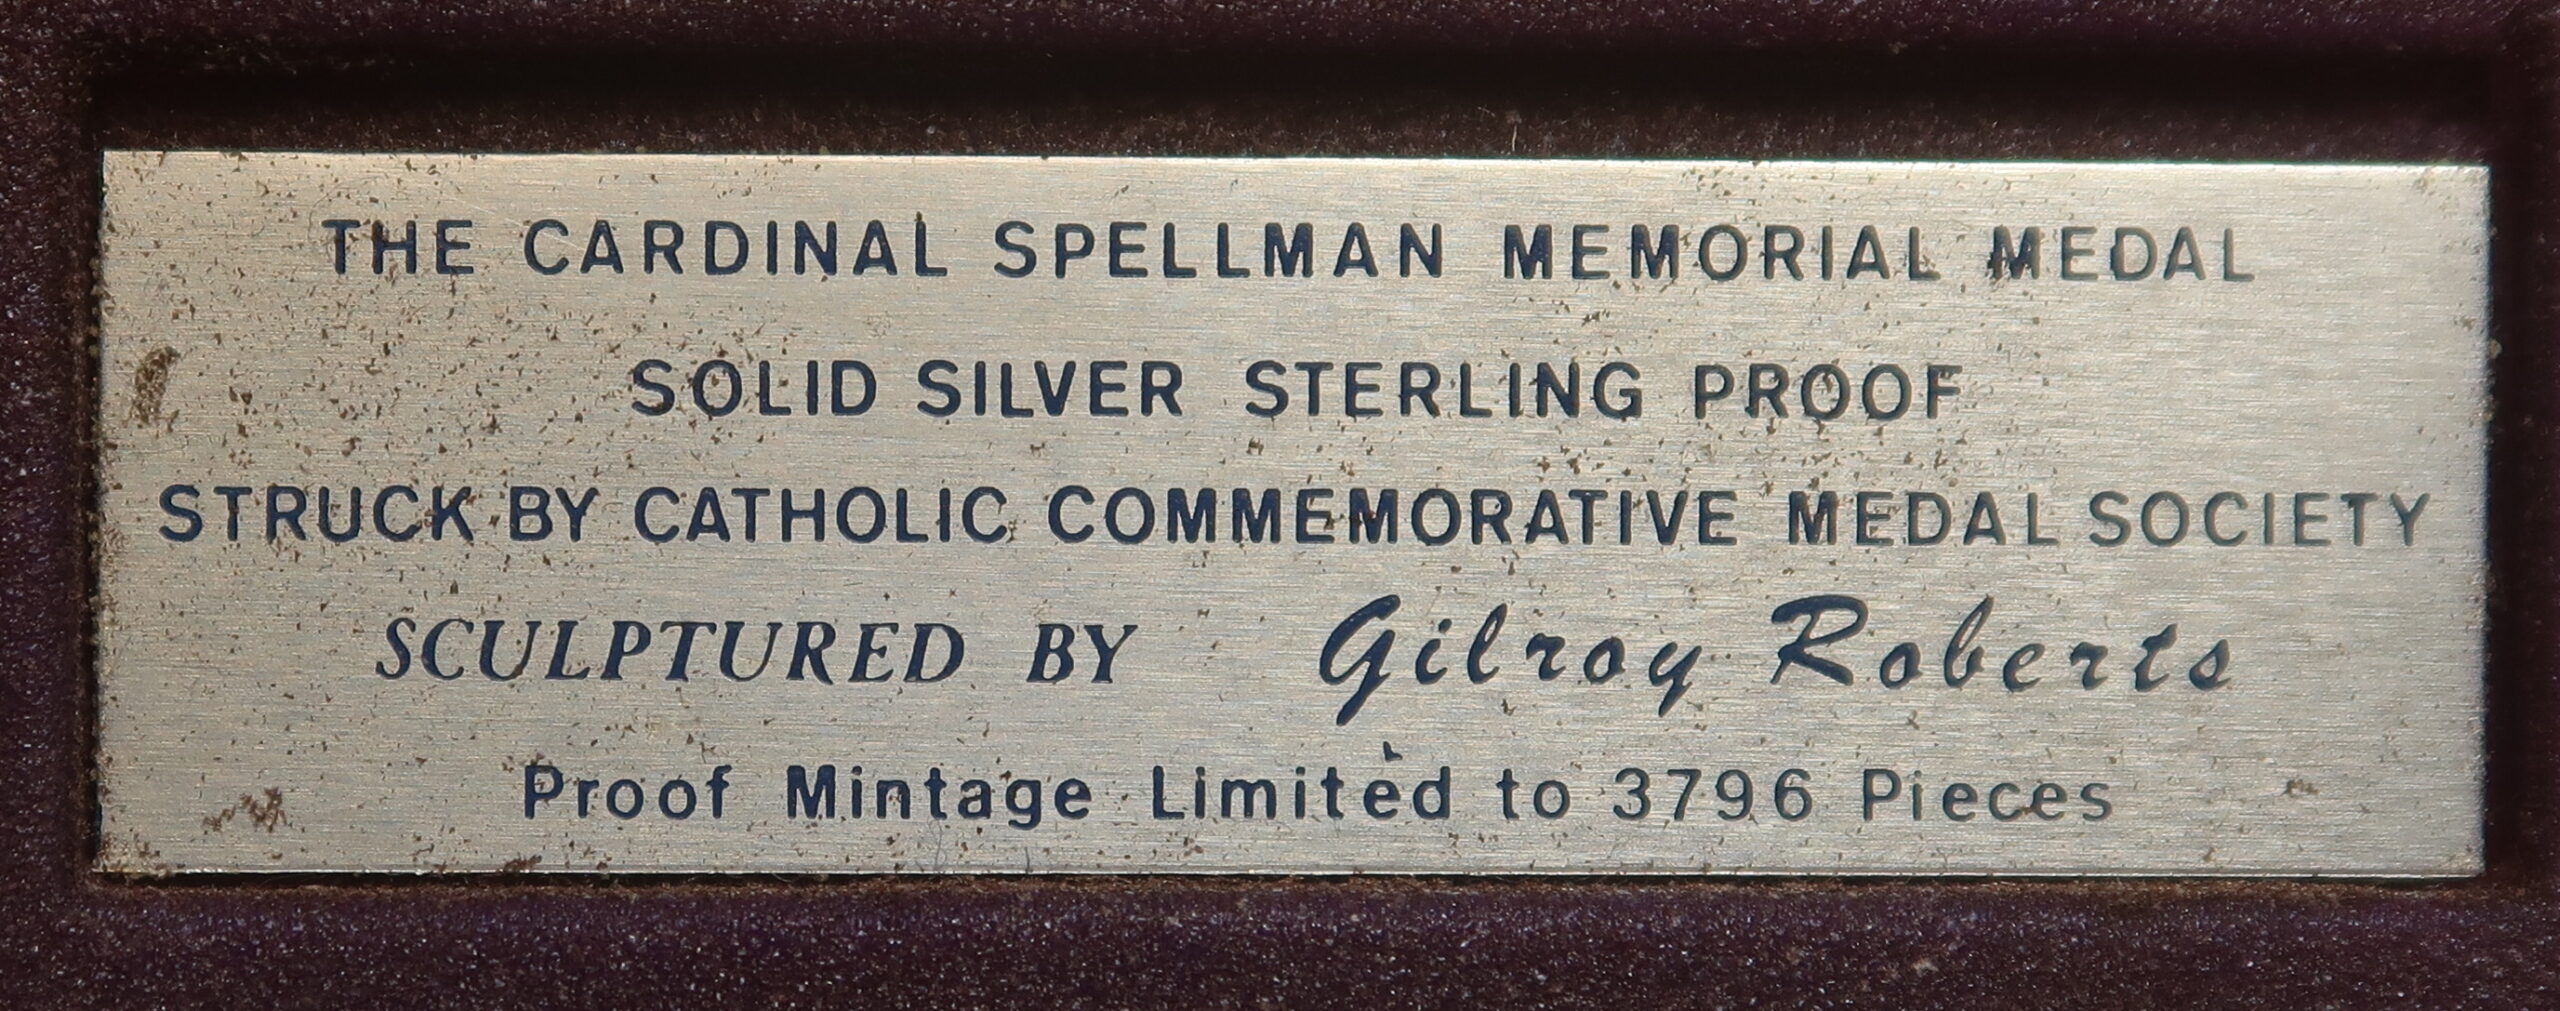 THE CARDINAL SPELLMAN MEMORIAL MEDAL
SOLID SILVER STERLING PROOF
STRUCK BY CATHOLIC COMMEMORATIVE MEDAL SOCIETY
SCULPTURED BY Gilroy Roberts
Proof Mintage Limited to 3796 Pieces